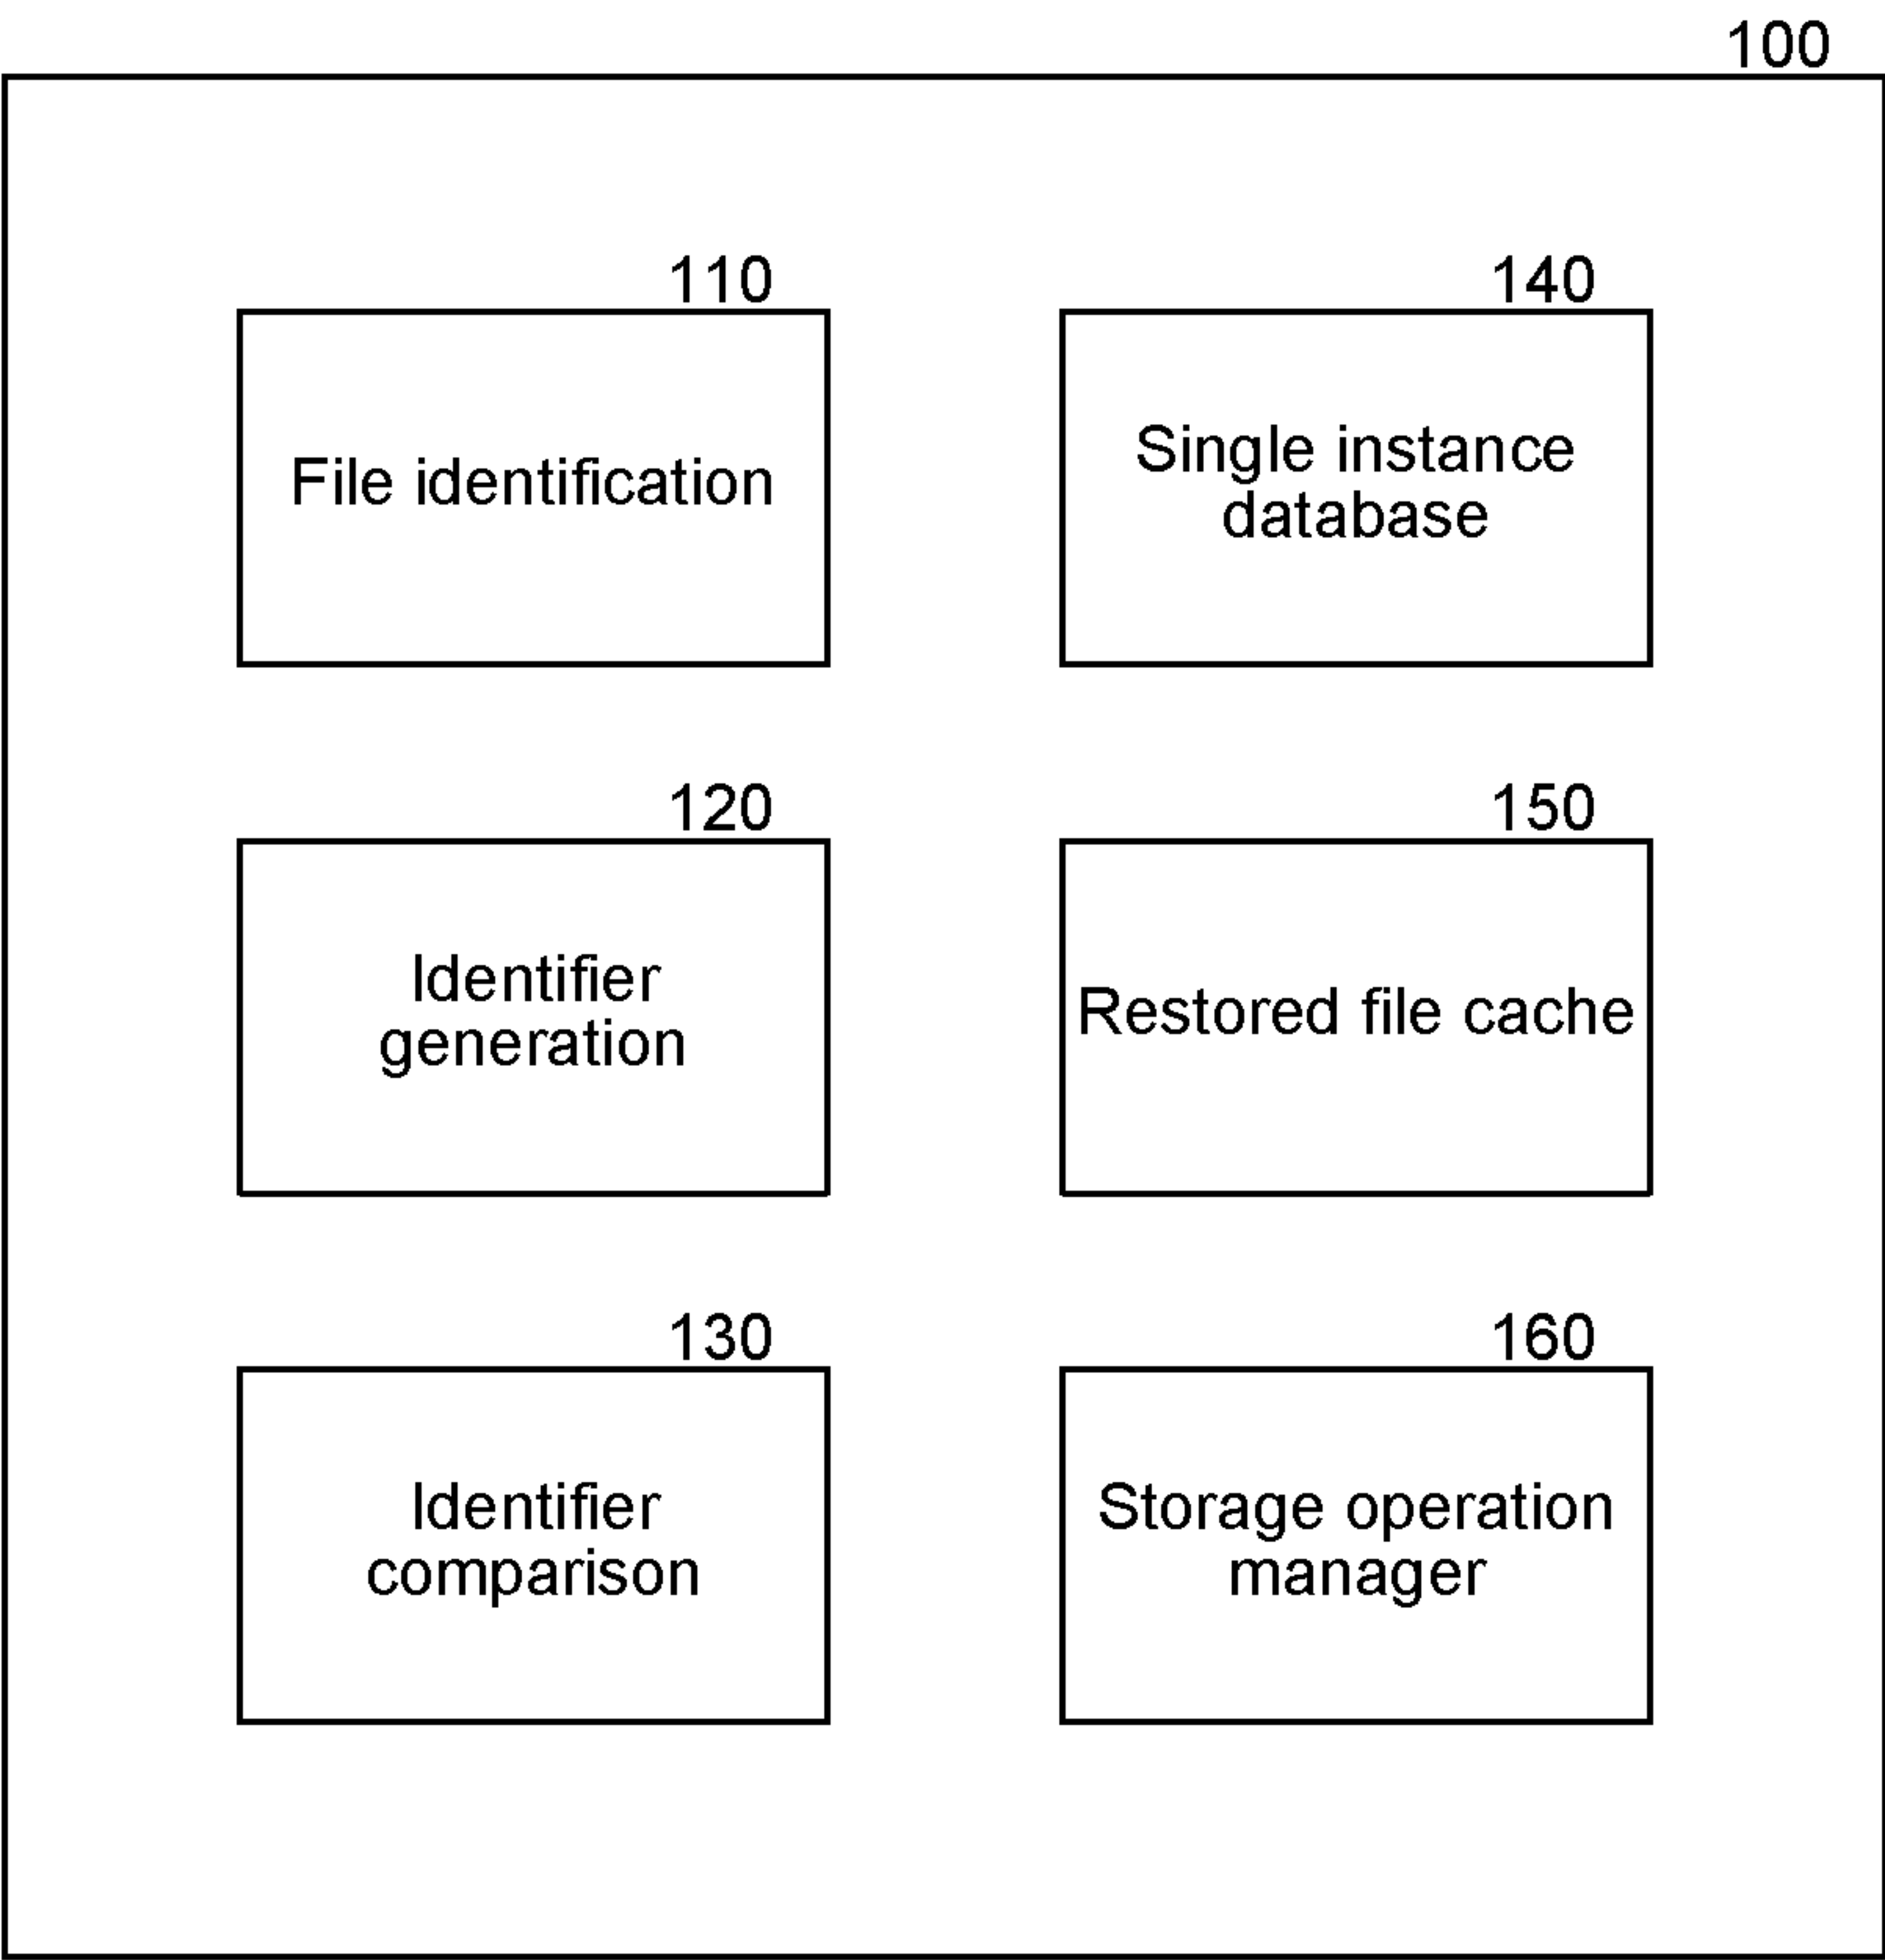 100
110
File identification
140
Single instance
database
120
Identifier
generation
150
Restored file cache
130
Identifier
comparison
160
Storage operation
manager